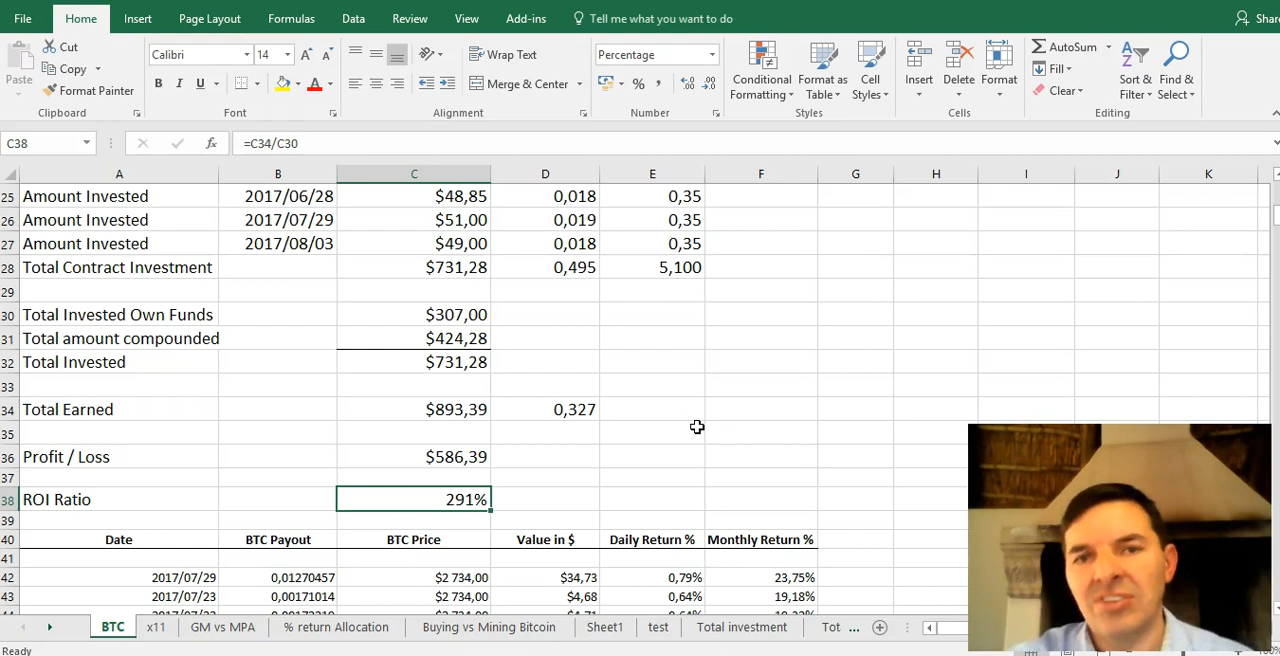 File Home Insert Page Layout Formulas Data Review View Add-ins Tell me what you want to do Share
Cut
Copy
Format Painter
Paste
Calibri 14
B I U
Wrap Text
Merge & Center
Percentage
% ,
Conditional Formatting
Format as Table
Cell Styles
Insert
Delete
Format
AutoSum
Fill
Clear
Sort & Filter
Find & Select
Clipboard Font Alignment Number Styles Cells Editing
C38 fx =C34/C30
A B C D E F G H I J K
25 Amount Invested 2017/06/28 $48,85 0,018 0,35
26 Amount Invested 2017/07/29 $51,00 0,019 0,35
27 Amount Invested 2017/08/03 $49,00 0,018 0,35
28 Total Contract Investment $731,28 0,495 5,100
29
30 Total Invested Own Funds $307,00
31 Total amount compounded $424,28
32 Total Invested $731,28
33
34 Total Earned $893,39 0,327
35
36 Profit / Loss $586,39
37
38 ROI Ratio 291%
39
40 Date BTC Payout BTC Price Value in $ Daily Return % Monthly Return %
41
42 2017/07/29 0,01270457 $2 734,00 $34,73 0,79% 23,75%
43 2017/07/23 0,00171014 $2 734,00 $4,68 0,64% 19,18%
BTC x11 GM vs MPA % return Allocation Buying vs Mining Bitcoin Sheet1 test Total investment Tot ...
Ready